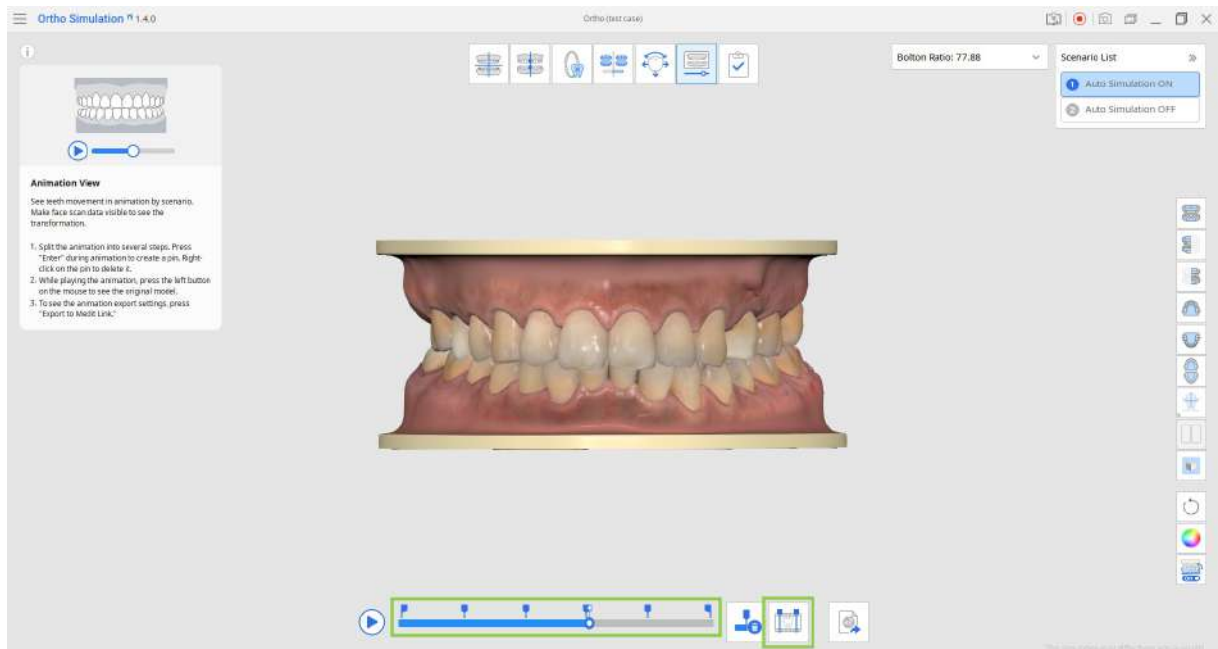 Ortho Simulation 1.4.0
Ortho (test case)
Bolton Ratio: 77.88
Scenario List
1 Auto Simulation ON
2 Auto Simulation OFF
Animation View
See teeth movement in animation by scenario.
Make face scan data visible to see the
transformation.
1. Split the animation into several steps. Press
"Enter" during animation to create a pin. Right-
click on the pin to delete it.
2. While playing the animation, press the left button
on the mouse to see the original model.
3. To see the animation export settings, press
"Export to Medit Link."